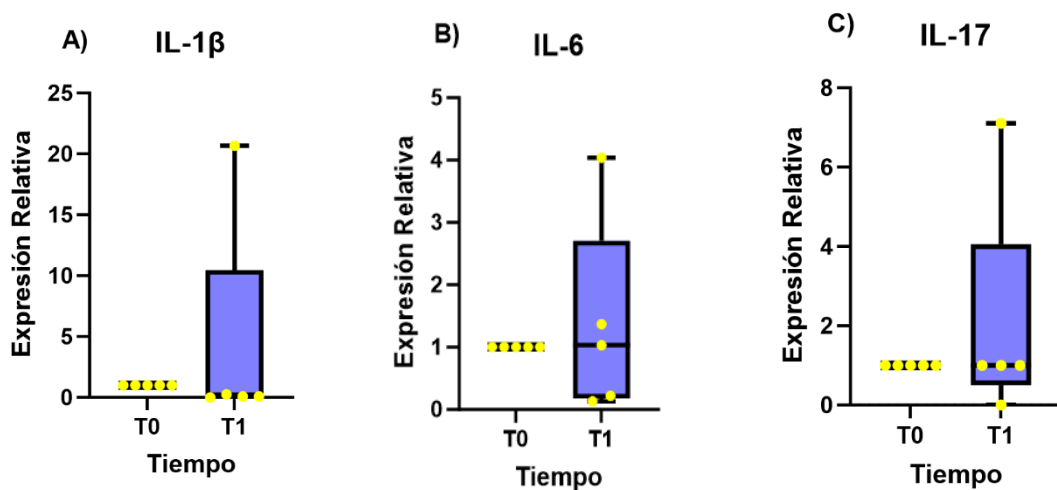 A) IL-1β
25
20
15
10
5
0
Expresión Relativa
T0 T1
Tiempo
B) IL-6
5
4
3
2
1
0
Expresión Relativa
T0 T1
Tiempo
C) IL-17
8
6
4
2
0
Expresión Relativa
T0 T1
Tiempo